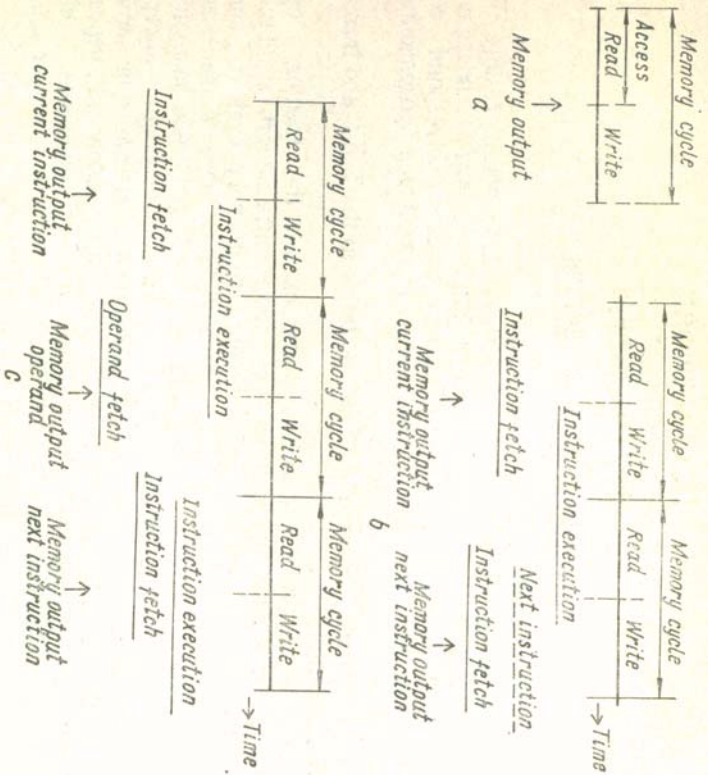 Memory cycle
Access
Read
Write
Memory output
a
Memory cycle
Memory cycle
Read
Write
Read
Write
→ Time
Instruction execution
Instruction fetch
Next instruction
Instruction fetch
Memory output,
current instruction
Memory output
next instruction
b
Memory cycle
Memory cycle
Memory cycle
Read
Write
Read
Write
Read
Write
→ Time
Instruction execution
Instruction execution
Instruction fetch
Operand fetch
Instruction fetch
Memory output
current instruction
Memory output
operand
Memory output
next instruction
c